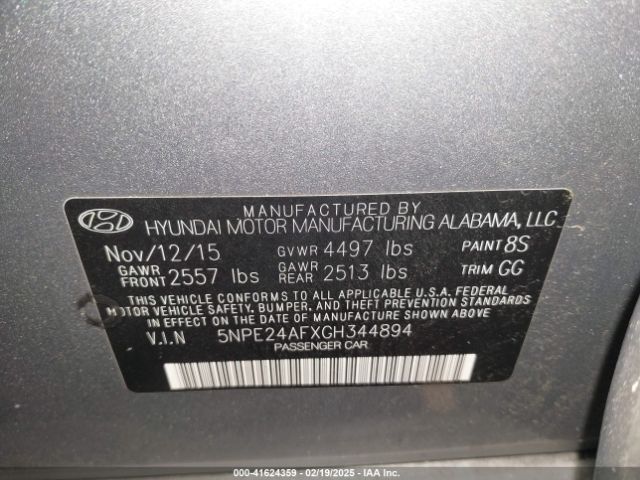 MANUFACTURED BY
HYUNDAI MOTOR MANUFACTURING ALABAMA, LLC
Nov/12/15 GVWR 4497 lbs PAINT 8S
GAWR FRONT 2557 lbs GAWR REAR 2513 lbs TRIM GG
THIS VEHICLE CONFORMS TO ALL APPLICABLE U.S.A. FEDERAL
MOTOR VEHICLE SAFETY, BUMPER, AND THEFT PREVENTION STANDARDS
IN EFFECT ON THE DATE OF MANUFACTURE SHOWN ABOVE.
V.I.N 5NPE24AFXGH344894
PASSENGER CAR
000-41624359 - 02/19/2025 - IAA Inc.